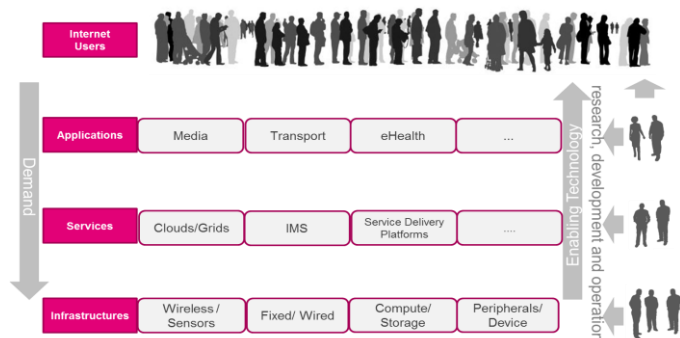 Internet
Users
Demand
Applications
Media
Transport
eHealth
...
Services
Clouds/Grids
IMS
Service Delivery
Platforms
....
Infrastructures
Wireless /
Sensors
Fixed/ Wired
Compute/
Storage
Peripherals/
Device
Enabling Technology
research, development and operation